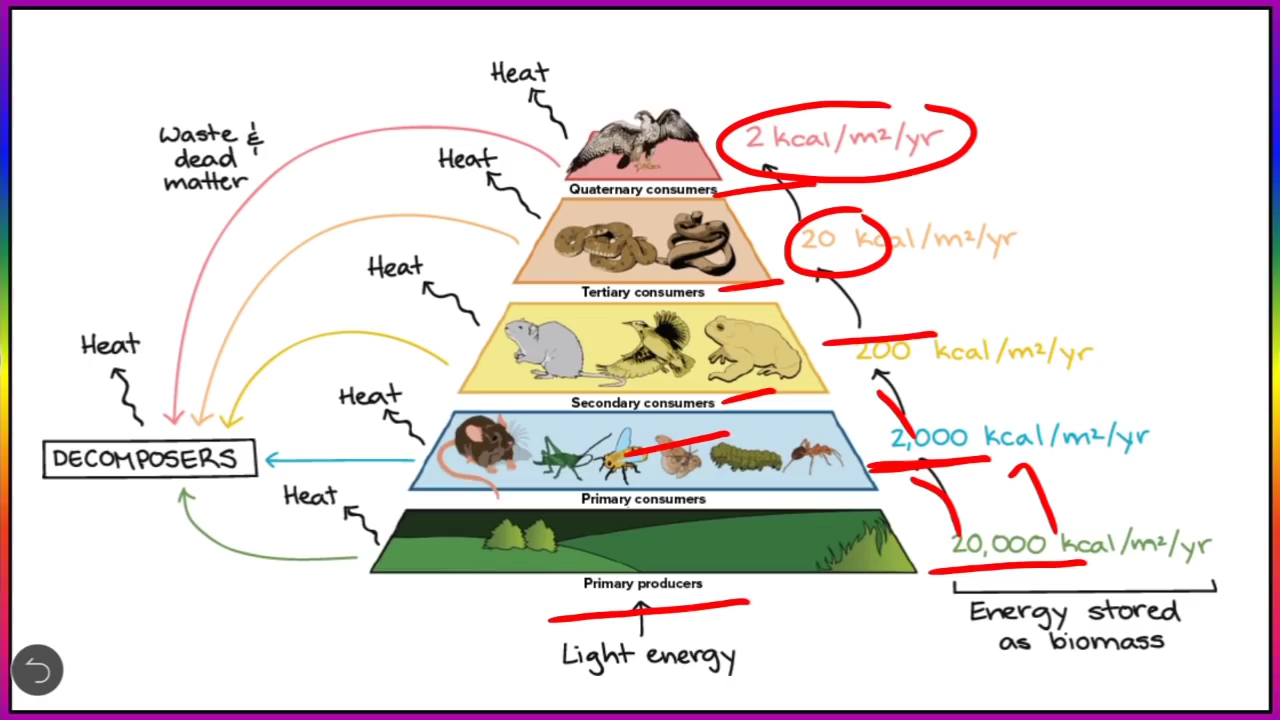 Heat
Waste &
dead
matter
2 kcal/m²/yr
Heat
Quaternary consumers
20 kcal/m²/yr
Heat
Tertiary consumers
Heat
200 kcal/m²/yr
Heat
Secondary consumers
DECOMPOSERS
2,000 kcal/m²/yr
Heat
Primary consumers
20,000 kcal/m²/yr
Primary producers
Energy stored
as biomass
Light energy